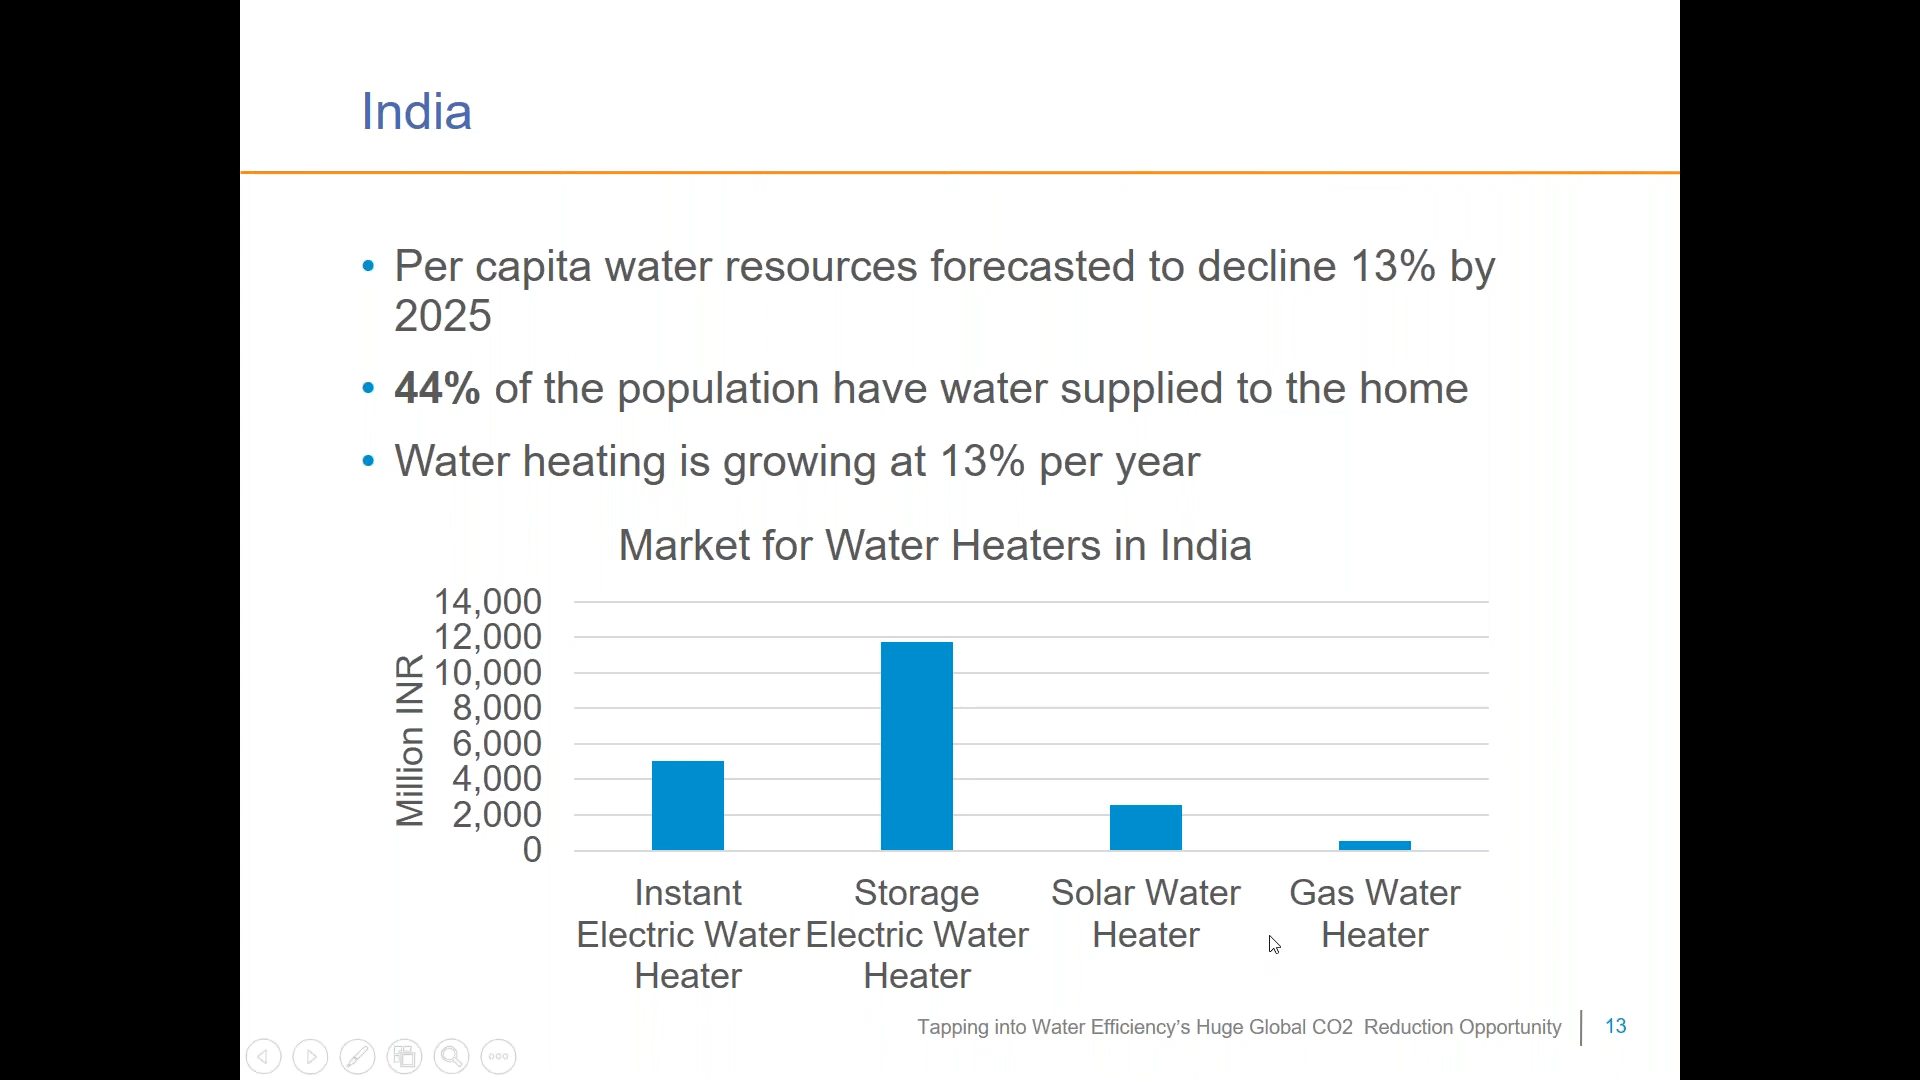 India
• Per capita water resources forecasted to decline 13% by
2025
• 44% of the population have water supplied to the home
• Water heating is growing at 13% per year
Market for Water Heaters in India
Million INR
14,000
12,000
10,000
8,000
6,000
4,000
2,000
0
Instant
Electric Water
Heater
Storage
Electric Water
Heater
Solar Water
Heater
Gas Water
Heater
Tapping into Water Efficiency’s Huge Global CO2 Reduction Opportunity
13